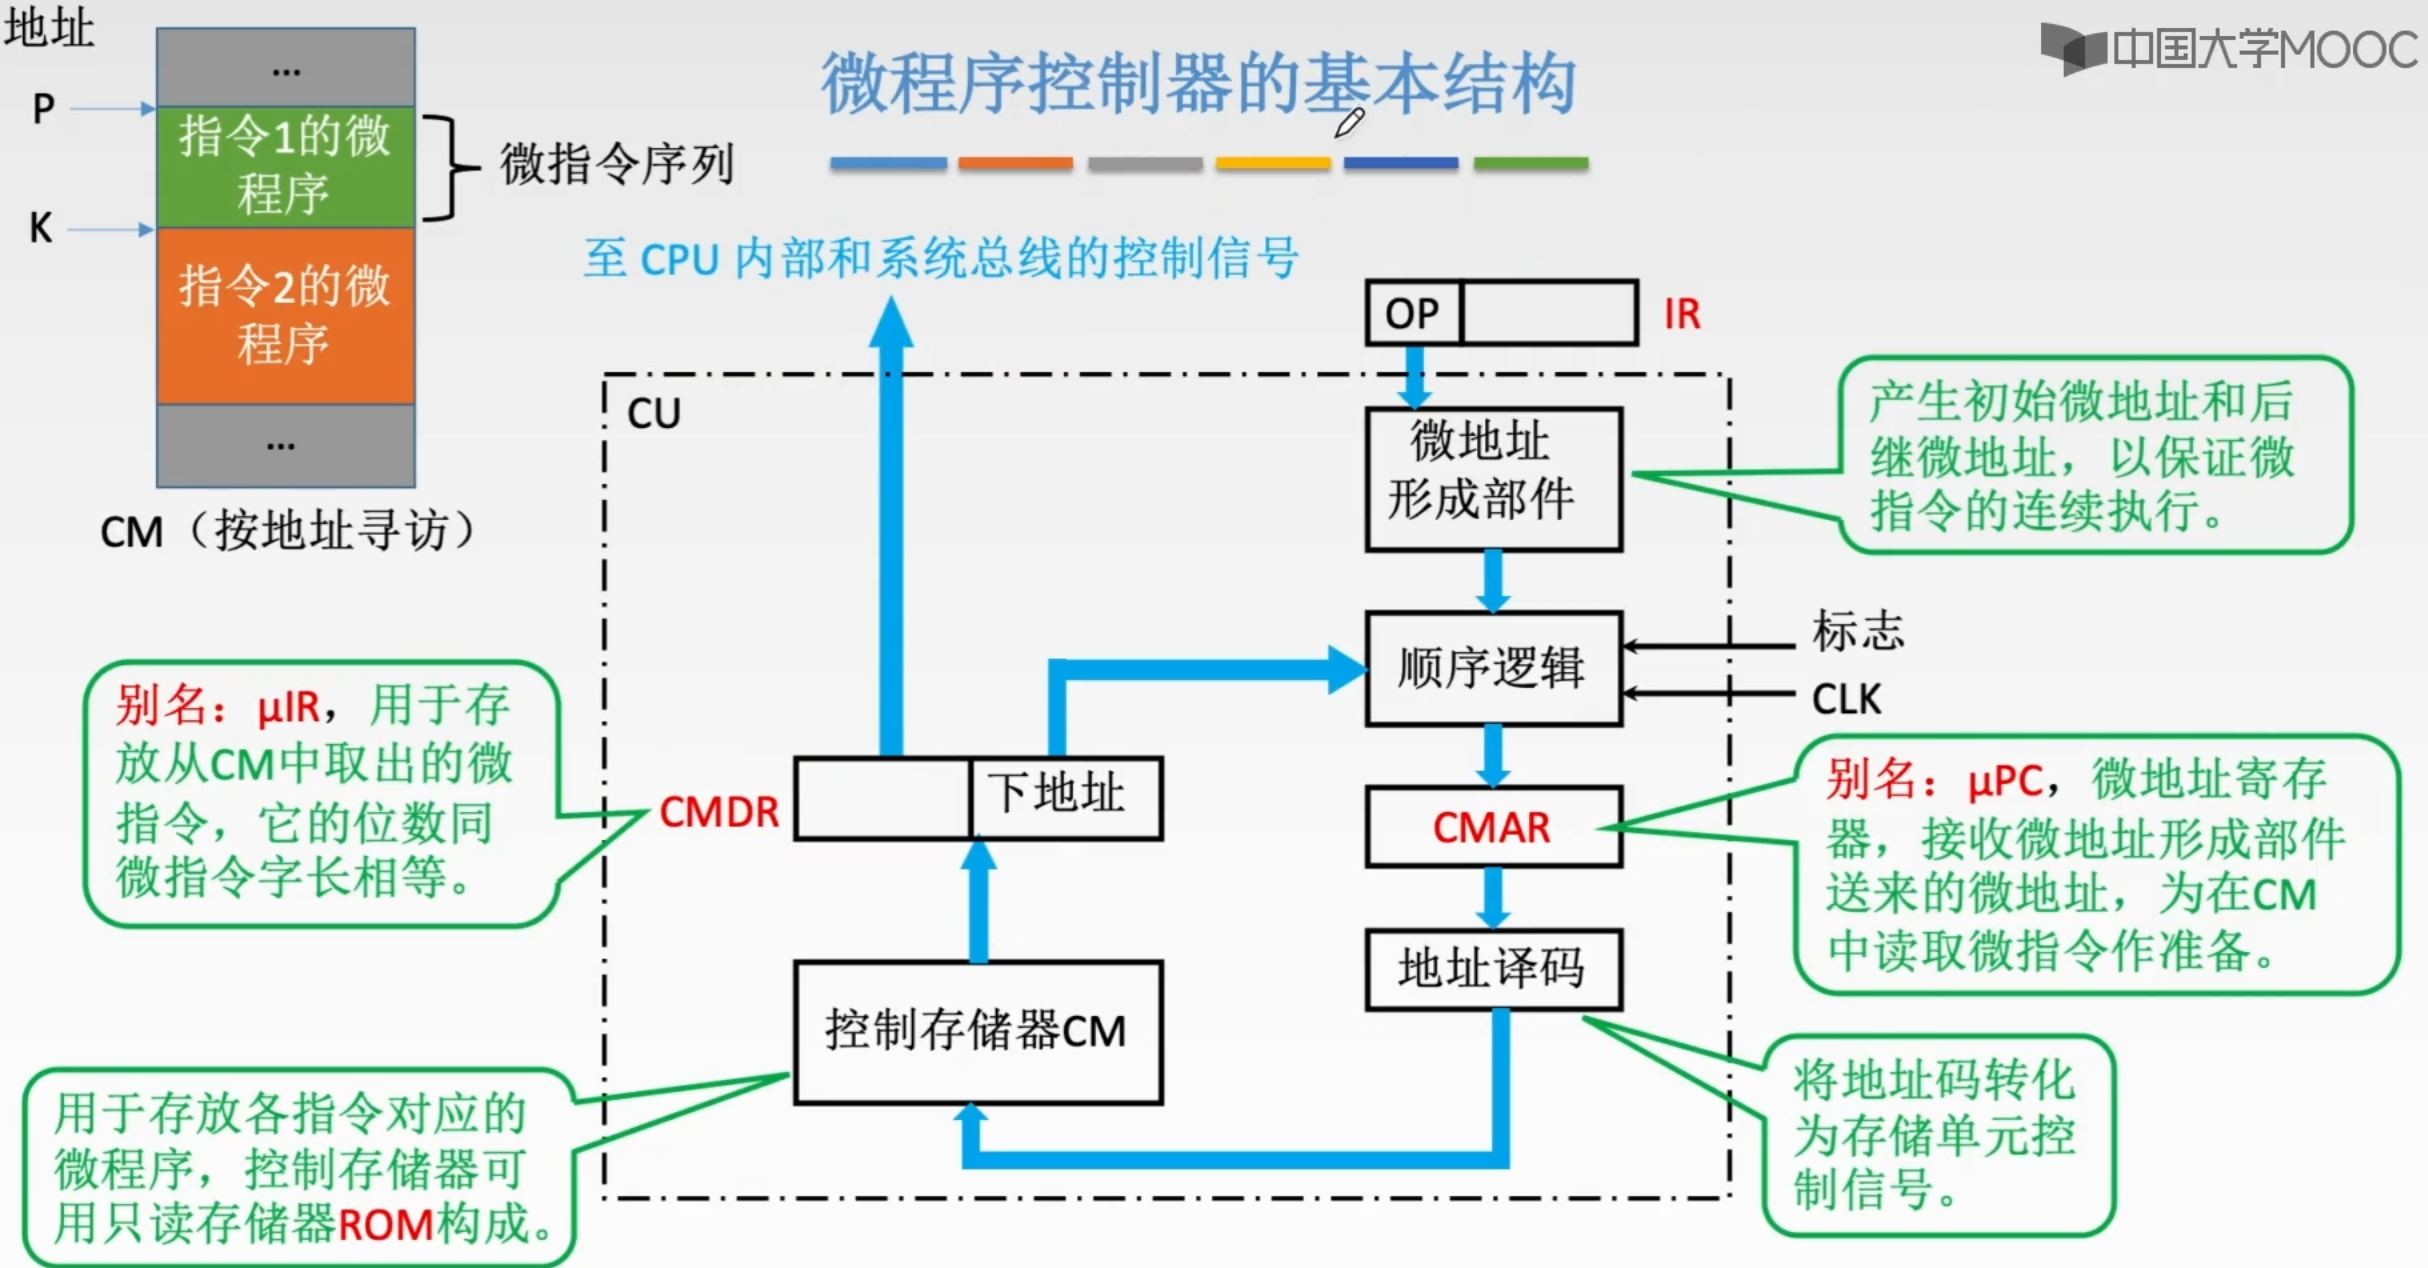 地址
中国大学MOOC
微程序控制器的基本结构
...
P
指令1的微
程序
微指令序列
K
指令2的微
程序
...
CM（按地址寻访）
至 CPU 内部和系统总线的控制信号
OP
IR
CU
微地址
形成部件
产生初始微地址和后
继微地址，以保证微
指令的连续执行。
顺序逻辑
标志
CLK
别名：μIR，用于存
放从CM中取出的微
指令，它的位数同
微指令字长相等。
CMDR
下地址
CMAR
别名：μPC，微地址寄存
器，接收微地址形成部件
送来的微地址，为在CM
中读取微指令作准备。
地址译码
控制存储器CM
将地址码转化
为存储单元控
制信号。
用于存放各指令对应的
微程序，控制存储器可
用只读存储器ROM构成。